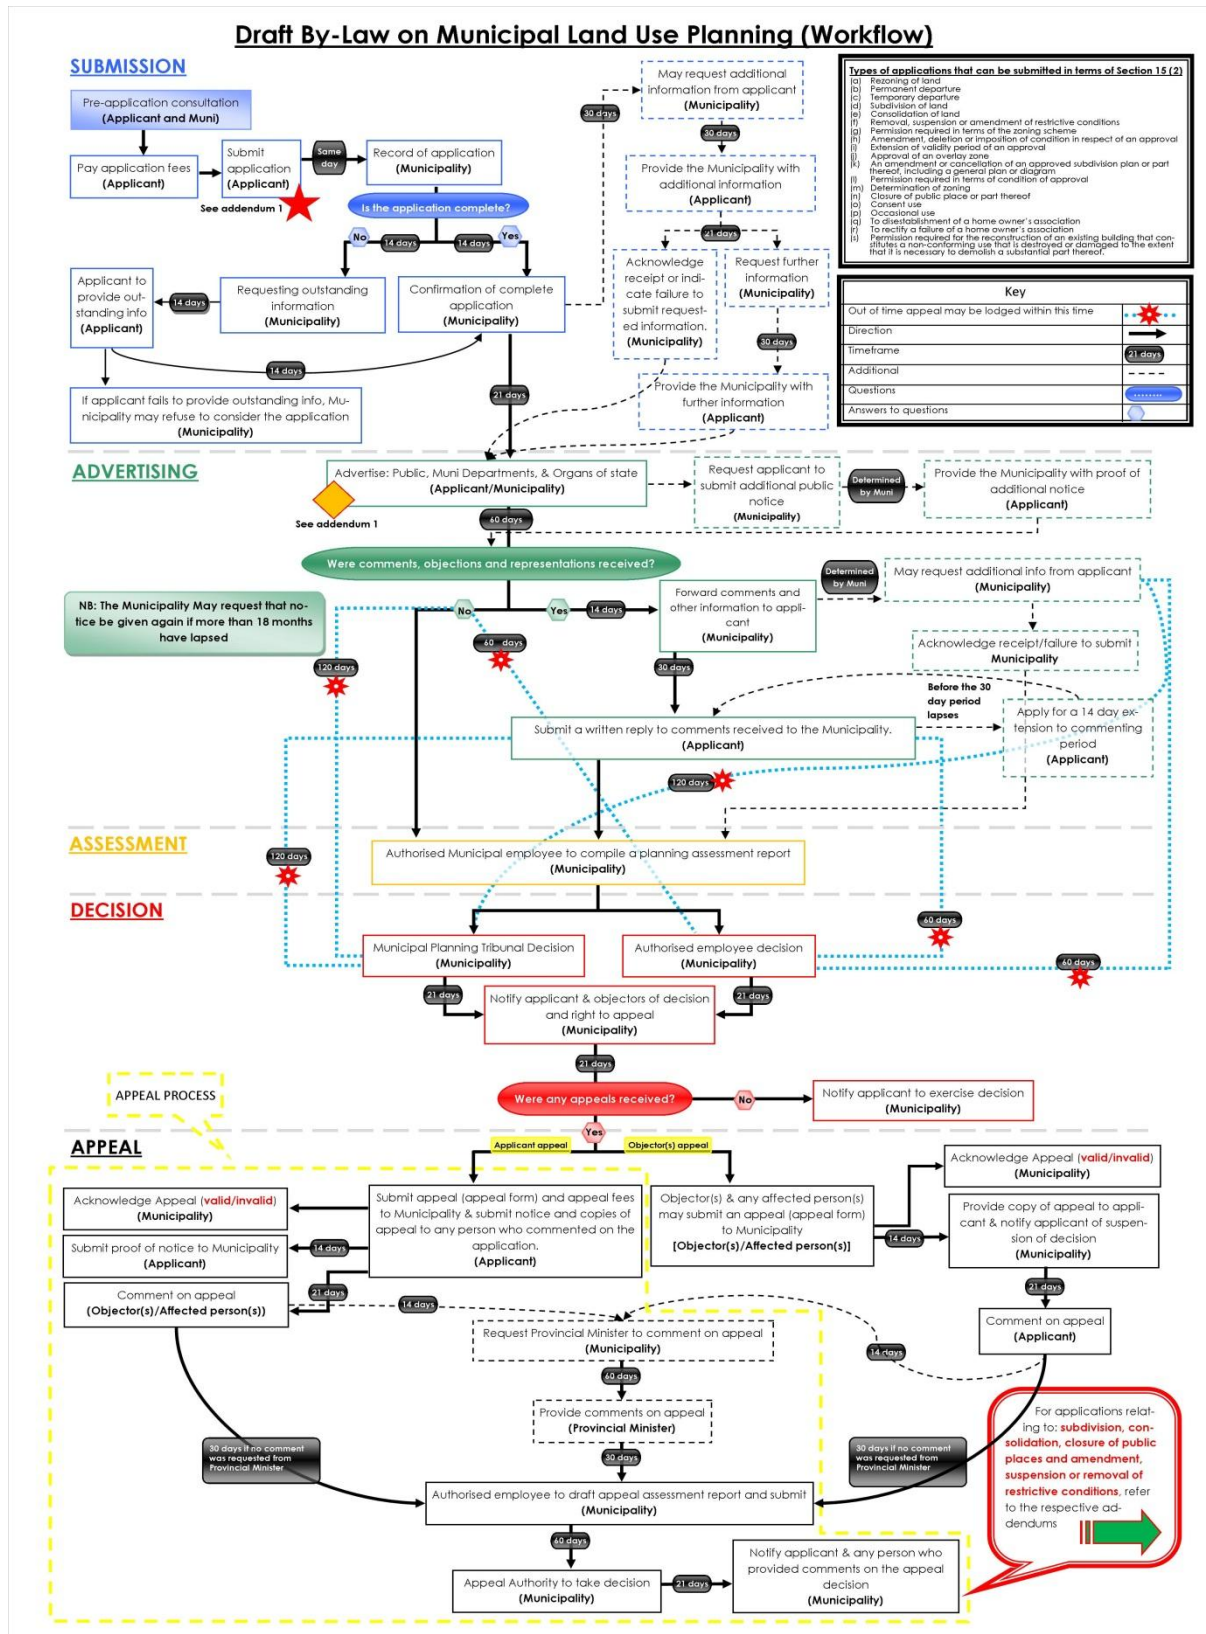 Draft By-Law on Municipal Land Use Planning (Workflow)
SUBMISSION
Pre-application consultation
(Applicant and Muni)
Pay application fees
(Applicant)
Submit
application
(Applicant)
See addendum 1
Same
day
Record of application
(Municipality)
Is the application complete?
No
14 days
14 days
Yes
Applicant to
provide out-
standing info
(Applicant)
14 days
Requesting outstanding
information
(Municipality)
Confirmation of complete
application
(Municipality)
14 days
If applicant fails to provide outstanding info, Mu-
nicipality may refuse to consider the application
(Municipality)
21 days
30 days
May request additional
information from applicant
(Municipality)
30 days
Provide the Municipality with
additional information
(Applicant)
21 days
Acknowledge
receipt or indi-
cate failure to
submit request-
ed information.
(Municipality)
Request further
information
(Municipality)
30 days
Provide the Municipality with
further information
(Applicant)
Types of applications that can be submitted in terms of Section 15 (2)
(a) Rezoning of land
(b) Permanent departure
(c) Temporary departure
(d) Subdivision of land
(e) Consolidation of land
(f) Removal, suspension or amendment of restrictive conditions
(g) Permission required in terms of the zoning scheme
(h) Amendment, deletion or imposition of condition in respect of an approval
(i) Extension of validity period of an approval
(j) Approval of an overlay zone
(k) An amendment or cancellation of an approved subdivision plan or part
thereof, including a general plan or diagram
(l) Permission required in terms of condition of approval
(m) Determination of zoning
(n) Closure of public place or part thereof
(o) Consent use
(p) Occasional use
(q) To disestablishment of a home owner's association
(r) To rectify a failure of a home owner's association
(s) Permission required for the reconstruction of an existing building that con-
stitutes a non-conforming use that is destroyed or damaged to the extent
that it is necessary to demolish a substantial part thereof.
Key
Out of time appeal may be lodged within this time
Direction
Timeframe
21 days
Additional
Questions
........
Answers to questions
ADVERTISING
Advertise: Public, Muni Departments, & Organs of state
(Applicant/Municipality)
See addendum 1
60 days
Request applicant to
submit additional public
notice
(Municipality)
Determined
by Muni
Provide the Municipality with proof of
additional notice
(Applicant)
Were comments, objections and representations received?
NB: The Municipality May request that no-
tice be given again if more than 18 months
have lapsed
No
Yes
14 days
Forward comments and
other information to appli-
cant
(Municipality)
Determined
by Muni
May request additional info from applicant
(Municipality)
60 days
120 days
30 days
Acknowledge receipt/failure to submit
Municipality
Before the 30
day period
lapses
Submit a written reply to comments received to the Municipality.
(Applicant)
Apply for a 14 day ex-
tension to commenting
period
(Applicant)
120 days
ASSESSMENT
120 days
Authorised Municipal employee to compile a planning assessment report
(Municipality)
DECISION
60 days
Municipal Planning Tribunal Decision
(Municipality)
Authorised employee decision
(Municipality)
60 days
21 days
21 days
Notify applicant & objectors of decision
and right to appeal
(Municipality)
21 days
APPEAL PROCESS
Were any appeals received?
No
Notify applicant to exercise decision
(Municipality)
Yes
APPEAL
Applicant appeal
Objector(s) appeal
Acknowledge Appeal (valid/invalid)
(Municipality)
Submit appeal (appeal form) and appeal fees
to Municipality & submit notice and copies of
appeal to any person who commented on the
application.
(Applicant)
Objector(s) & any affected person(s)
may submit an appeal (appeal form)
to Municipality
[Objector(s)/Affected person(s)]
Acknowledge Appeal (valid/invalid)
(Municipality)
Submit proof of notice to Municipality
(Applicant)
14 days
14 days
Provide copy of appeal to appli-
cant & notify applicant of suspen-
sion of decision
(Municipality)
21 days
21 days
Comment on appeal
(Objector(s)/Affected person(s))
14 days
Request Provincial Minister to comment on appeal
(Municipality)
Comment on appeal
(Applicant)
14 days
60 days
Provide comments on appeal
(Provincial Minister)
30 days
30 days if no comment
was requested from
Provincial Minister
30 days if no comment
was requested from
Provincial Minister
For applications relat-
ing to: subdivision, con-
solidation, closure of public
places and amendment,
suspension or removal of
restrictive conditions, refer
to the respective ad-
dendums
Authorised employee to draft appeal assessment report and submit
(Municipality)
60 days
Appeal Authority to take decision
(Municipality)
21 days
Notify applicant & any person who
provided comments on the appeal
decision
(Municipality)